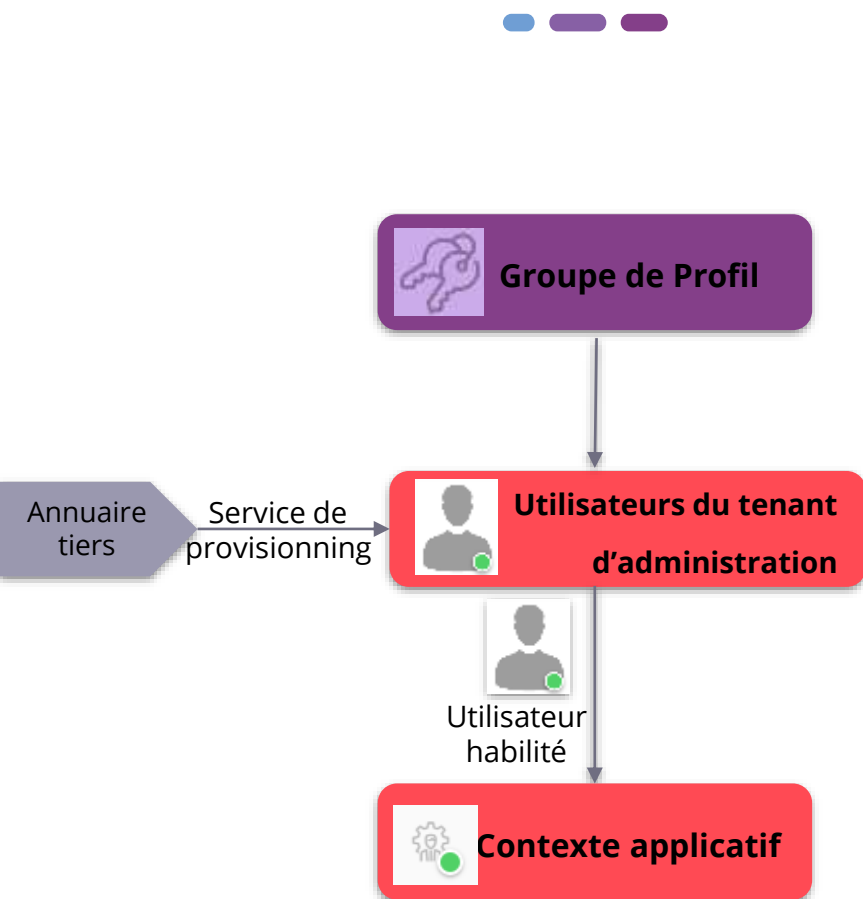 Groupe de Profil
Annuaire
tiers
Service de
provisionning
Utilisateurs du tenant
d’administration
Utilisateur
habilité
Contexte applicatif